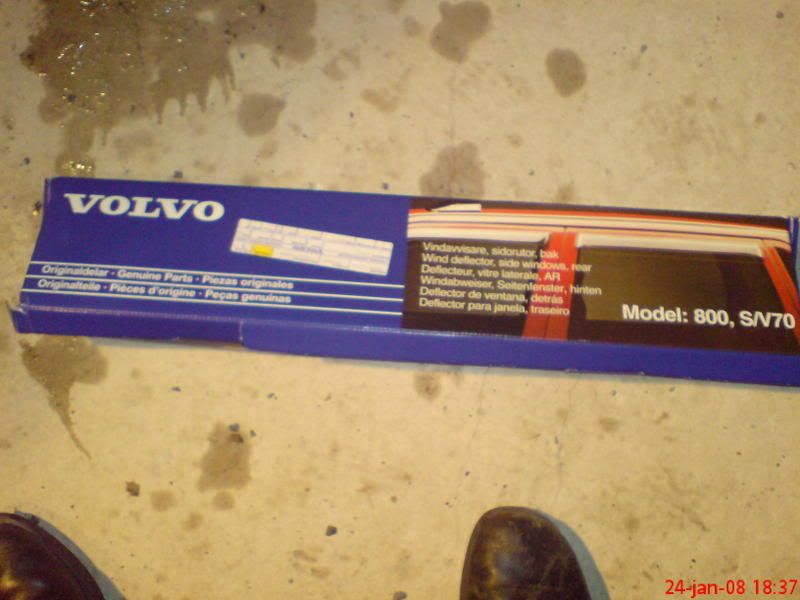 VOLVO
Originaldelar · Genuine Parts · Piezas originales
Originalteile · Pièces d'origine · Peças genuinas
Vindavvisare, sidorutor, bak
Wind deflector, side windows, rear
Deflecteur, vitre laterale, AR
Windabweiser, Seitenfenster, hinten
Deflector de ventana, detrás
Deflector para janela, traseiro
Model: 800, S/V70
24-jan-08 18:37